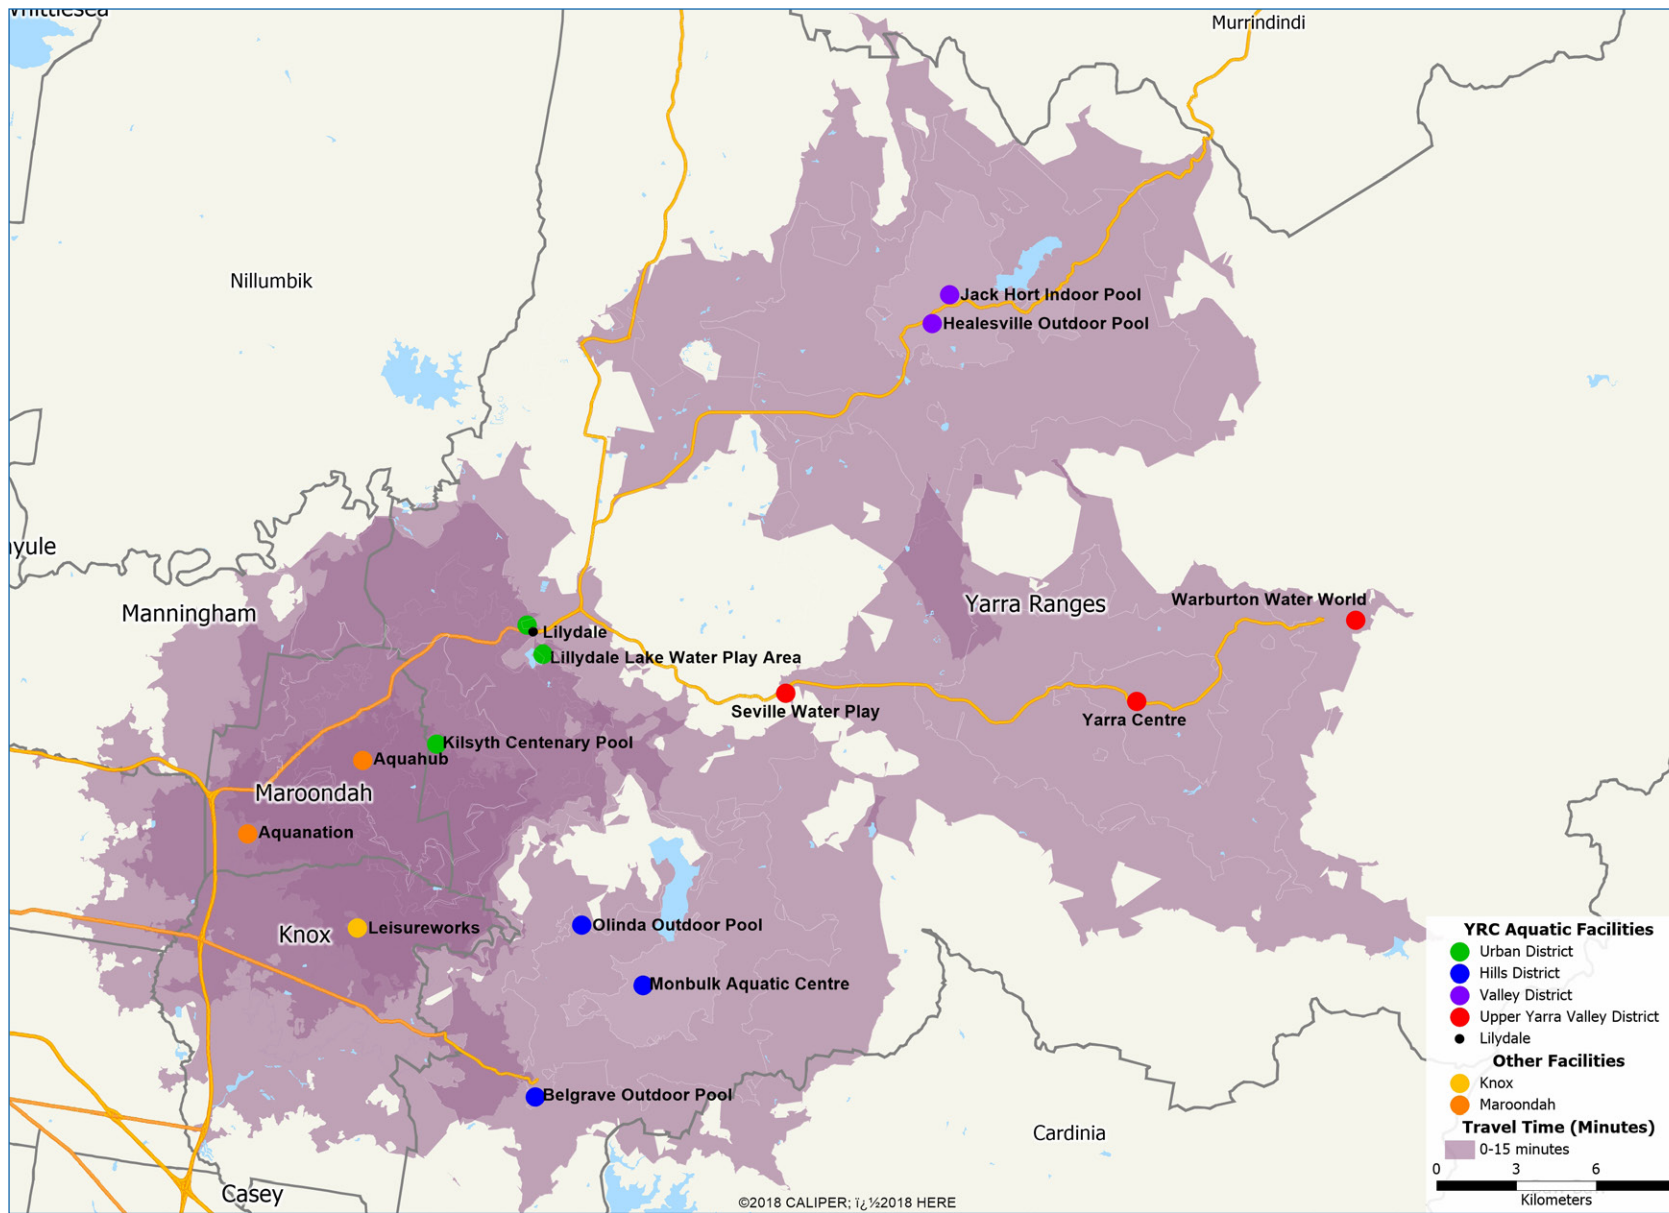 Whittlesea
Murrindindi
Nillumbik
Jack Hort Indoor Pool
Healesville Outdoor Pool
ayule
Manningham
Yarra Ranges
Warburton Water World
Lilydale
Lillydale Lake Water Play Area
Seville Water Play
Yarra Centre
Kilsyth Centenary Pool
Aquahub
Maroondah
Aquanation
Olinda Outdoor Pool
Leisureworks
Knox
Monbulk Aquatic Centre
Belgrave Outdoor Pool
Cardinia
Casey
©2018 CALIPER; ï¿½2018 HERE
YRC Aquatic Facilities
Urban District
Hills District
Valley District
Upper Yarra Valley District
Lilydale
Other Facilities
Knox
Maroondah
Travel Time (Minutes)
0-15 minutes
0 3 6
Kilometers